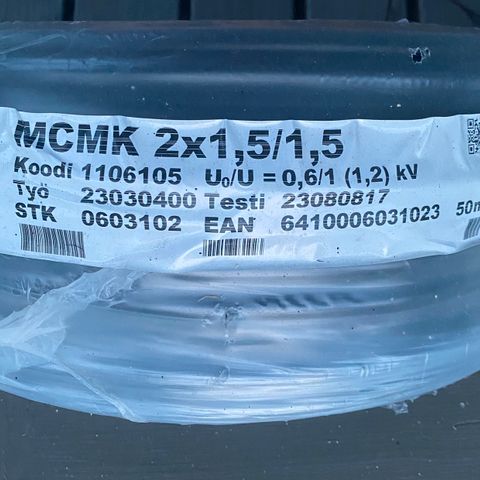 MCMK 2x1,5/1,5
Koodi 1106105 U₀/U = 0,6/1 (1,2) kV
Työ 23030400 Testi 23080817
STK 0603102 EAN 6410006031023 50m